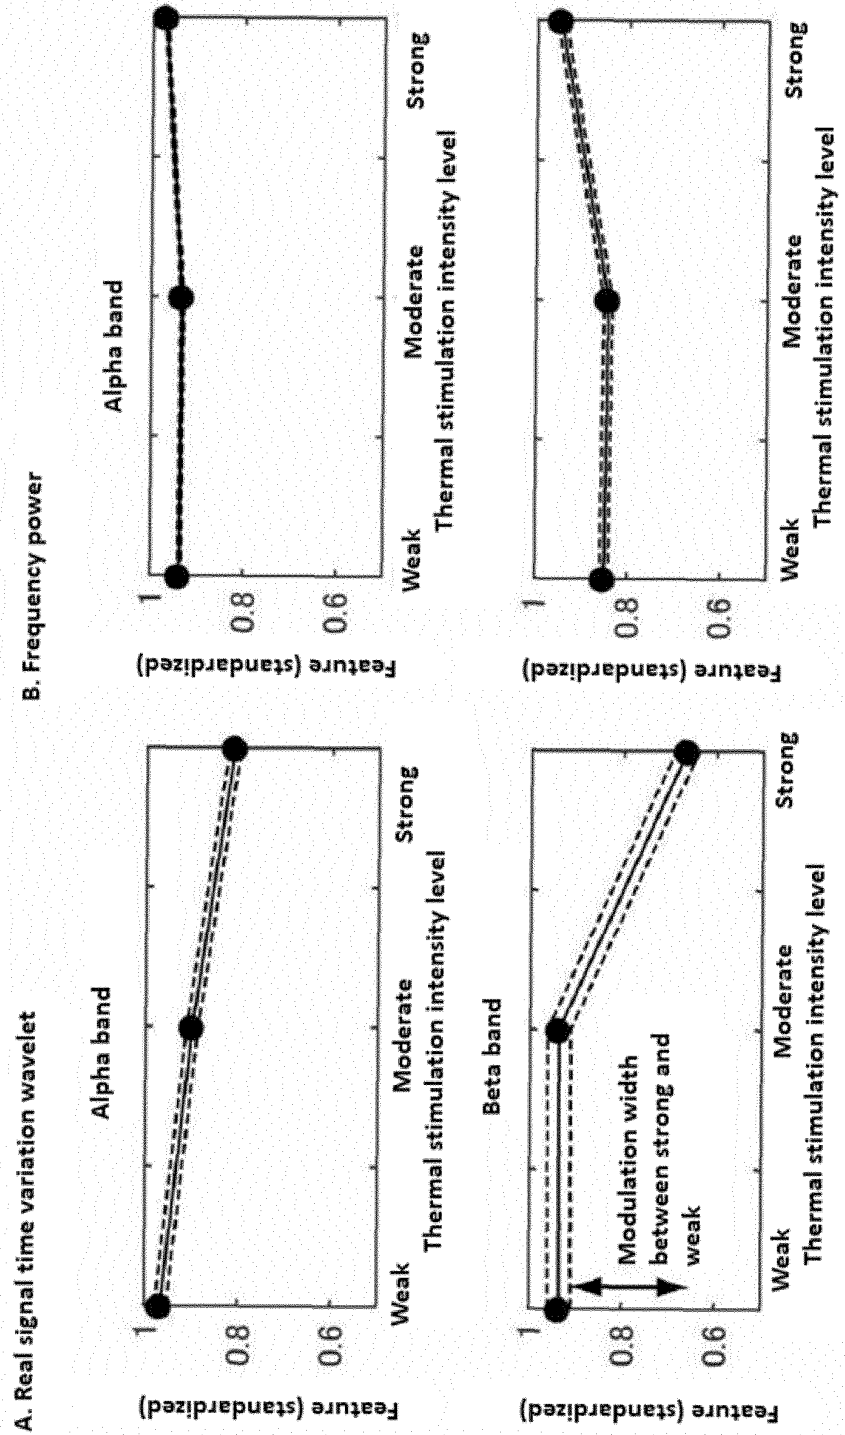 A. Real signal time variation wavelet
Alpha band
Feature (standardized)
1
0.8
0.6
Weak
Moderate
Strong
Thermal stimulation intensity level
Beta band
Feature (standardized)
1
0.8
0.6
Modulation width
between strong and
weak
Weak
Moderate
Strong
Thermal stimulation intensity level
B. Frequency power
Alpha band
Feature (standardized)
1
0.8
0.6
Weak
Moderate
Strong
Thermal stimulation intensity level
Feature (standardized)
1
0.8
0.6
Weak
Moderate
Strong
Thermal stimulation intensity level